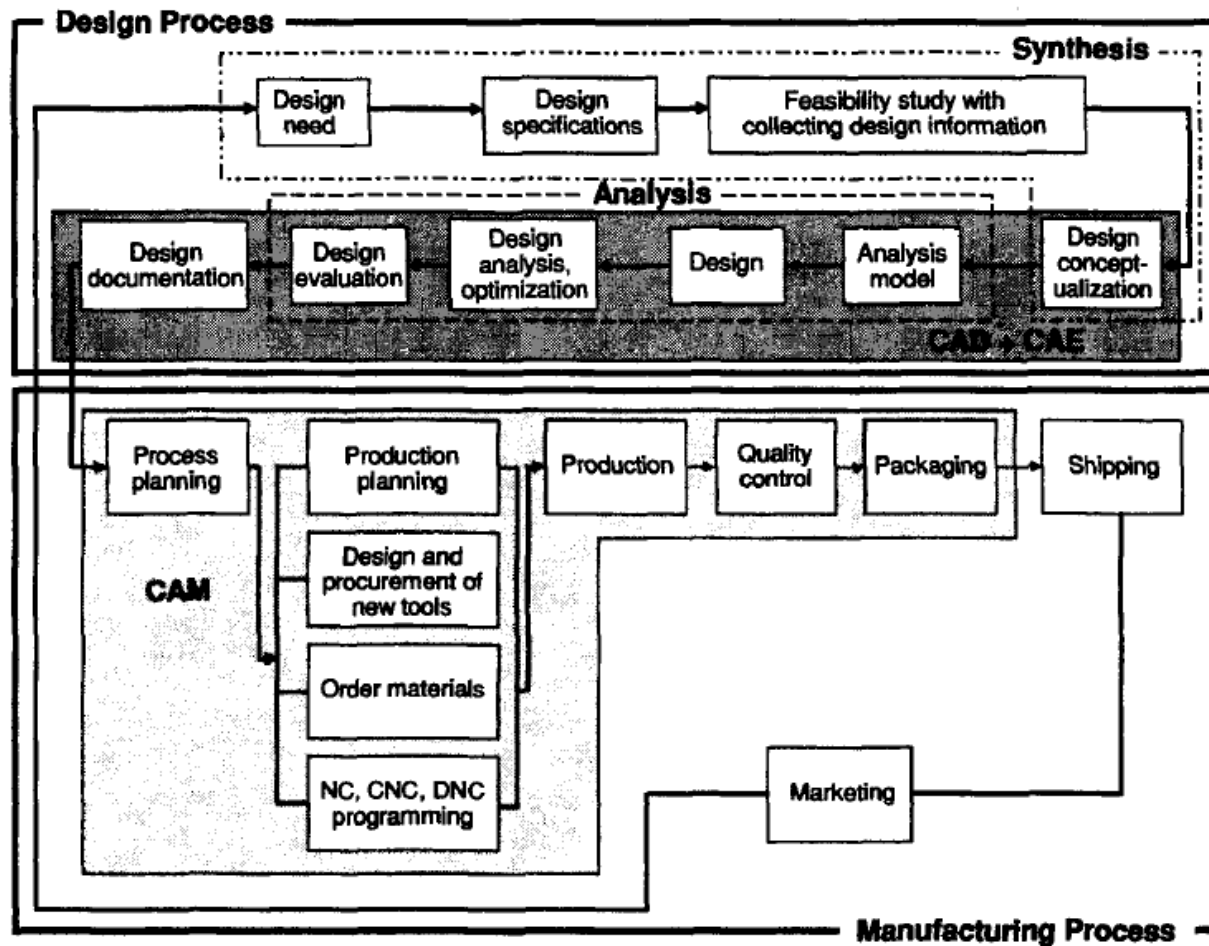 Design Process
Synthesis
Design
need
Design
specifications
Feasibility study with
collecting design information
Analysis
Design
documentation
Design
evaluation
Design
analysis,
optimization
Design
Analysis
model
Design
concept-
ualization
CAD + CAE
Process
planning
Production
planning
Production
Quality
control
Packaging
Shipping
Design and
procurement of
new tools
CAM
Order materials
NC, CNC, DNC
programming
Marketing
Manufacturing Process